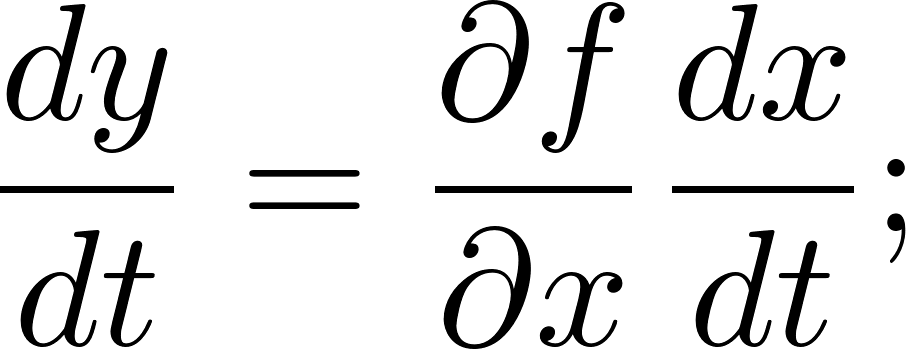 dy/dt = ∂f/∂x dx/dt;